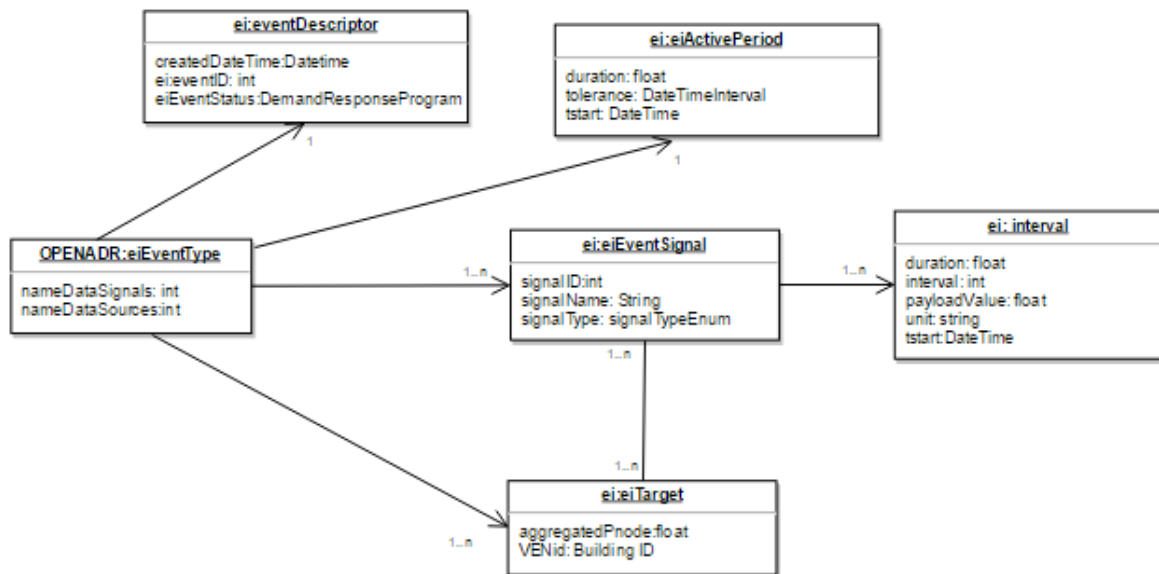 ei:eventDescriptor
createdDateTime:Datetime
ei:eventID: int
eiEventStatus:DemandResponseProgram
1
ei:eiActivePeriod
duration: float
tolerance: DateTimeInterval
tstart: DateTime
1
OPENADR:eiEventType
nameDataSignals: int
nameDataSources:int
1...n
ei:eiEventSignal
signalID:int
signalName: String
signalType: signalTypeEnum
1...n
1...n
ei: interval
duration: float
interval: int
payloadValue: float
unit: string
tstart:DateTime
1...n
1...n
ei:eiTarget
aggregatedPnode:float
VENid: Building ID